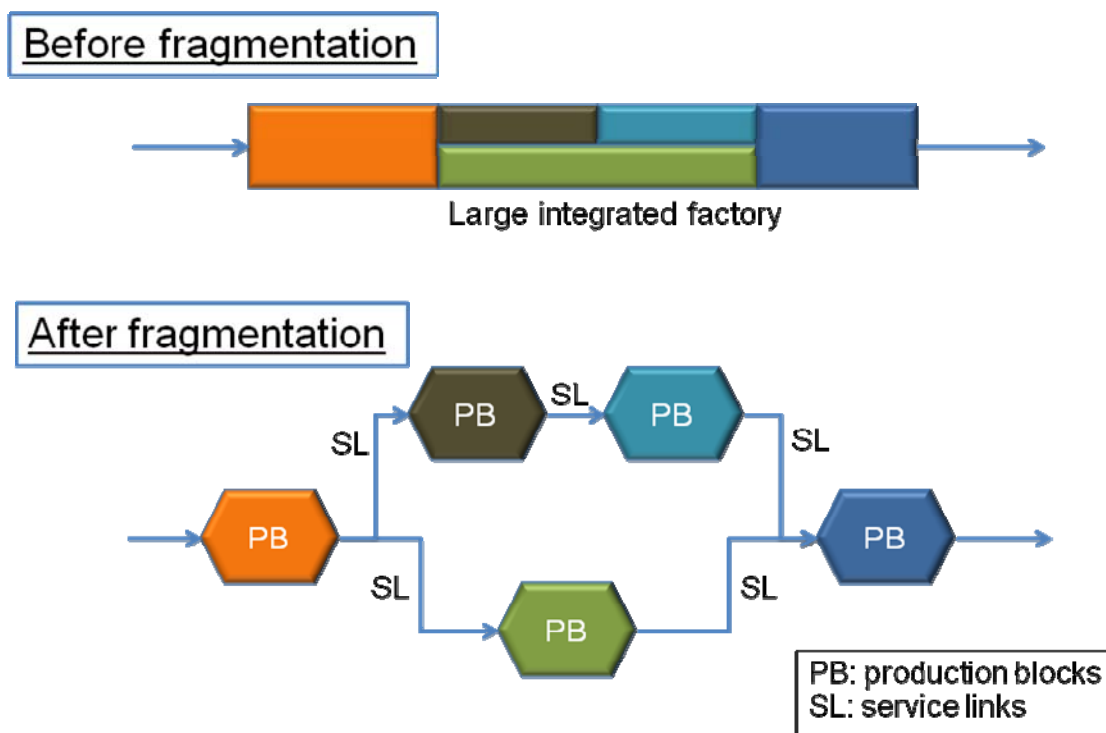 Before fragmentation
Large integrated factory
After fragmentation
PB
SL
PB
SL
SL
PB
PB
SL
PB
SL
PB: production blocks
SL: service links